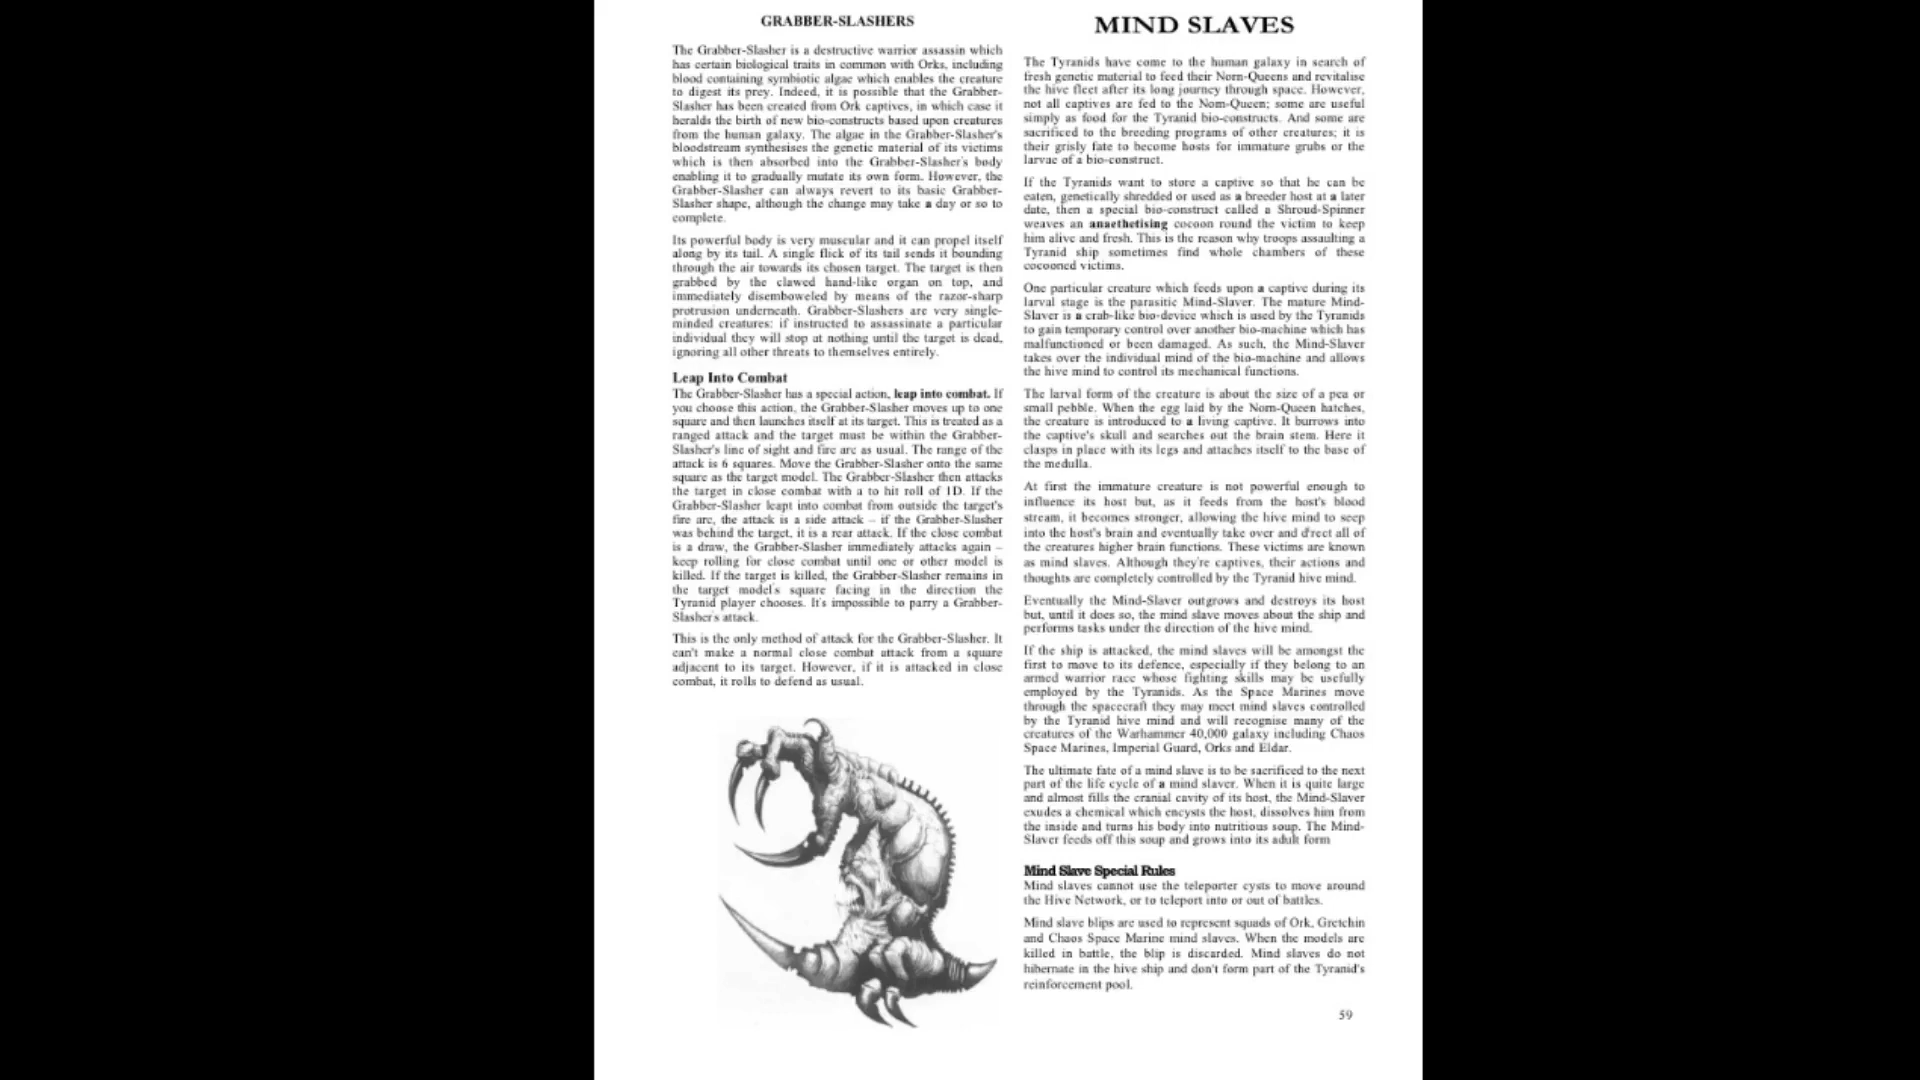 GRABBER-SLASHERS
The Grabber-Slasher is a destructive warrior assassin which
has certain biological traits in common with Orks, including
blood containing symbiotic algae which enables the creature
to digest its prey. Indeed, it is possible that the Grabber-
Slasher has been created from Ork captives, in which case it
heralds the birth of new bio-constructs based upon creatures
from the human galaxy. The algae in the Grabber-Slasher's
bloodstream synthesises the genetic material of its victims
which is then absorbed into the Grabber-Slasher's body
enabling it to gradually mutate its own form. However, the
Grabber-Slasher can always revert to its basic Grabber-
Slasher shape, although the change may take a day or so to
complete.
Its powerful body is very muscular and it can propel itself
along by its tail. A single flick of its tail sends it bounding
through the air towards its chosen target. The target is then
grabbed by the clawed hand-like organ on top, and
immediately disemboweled by means of the razor-sharp
protrusion underneath. Grabber-Slashers are very single-
minded creatures: if instructed to assassinate a particular
individual they will stop at nothing until the target is dead,
ignoring all other threats to themselves entirely.
Leap Into Combat
The Grabber-Slasher has a special action, leap into combat. If
you choose this action, the Grabber-Slasher moves up to one
square and then launches itself at its target. This is treated as a
ranged attack and the target must be within the Grabber-
Slasher's line of sight and fire arc as usual. The range of the
attack is 6 squares. Move the Grabber-Slasher onto the same
square as the target model. The Grabber-Slasher then attacks
the target in close combat with a to hit roll of 1D. If the
Grabber-Slasher leapt into combat from outside the target's
fire arc, the attack is a side attack – if the Grabber-Slasher
was behind the target, it is a rear attack. If the close combat
is a draw, the Grabber-Slasher immediately attacks again –
keep rolling for close combat until one or other model is
killed. If the target is killed, the Grabber-Slasher remains in
the target model's square facing in the direction the
Tyranid player chooses. It's impossible to parry a Grabber-
Slasher's attack.
This is the only method of attack for the Grabber-Slasher. It
can't make a normal close combat attack from a square
adjacent to its target. However, if it is attacked in close
combat, it rolls to defend as usual.
MIND SLAVES
The Tyranids have come to the human galaxy in search of
fresh genetic material to feed their Norn-Queens and revitalise
the hive fleet after its long journey through space. However,
not all captives are fed to the Norn-Queen; some are useful
simply as food for the Tyranid bio-constructs. And some are
sacrificed to the breeding programs of other creatures; it is
their grisly fate to become hosts for immature grubs or the
larvae of a bio-construct.
If the Tyranids want to store a captive so that he can be
eaten, genetically shredded or used as a breeder host at a later
date, then a special bio-construct called a Shroud-Spinner
weaves an anaethetising cocoon round the victim to keep
him alive and fresh. This is the reason why troops assaulting a
Tyranid ship sometimes find whole chambers of these
cocooned victims.
One particular creature which feeds upon a captive during its
larval stage is the parasitic Mind-Slaver. The mature Mind-
Slaver is a crab-like bio-device which is used by the Tyranids
to gain temporary control over another bio-machine which has
malfunctioned or been damaged. As such, the Mind-Slaver
takes over the individual mind of the bio-machine and allows
the hive mind to control its mechanical functions.
The larval form of the creature is about the size of a pea or
small pebble. When the egg laid by the Norn-Queen hatches,
the creature is introduced to a living captive. It burrows into
the captive's skull and searches out the brain stem. Here it
clasps in place with its legs and attaches itself to the base of
the medulla.
At first the immature creature is not powerful enough to
influence its host but, as it feeds from the host's blood
stream, it becomes stronger, allowing the hive mind to seep
into the host's brain and eventually take over and d'rect all of
the creatures higher brain functions. These victims are known
as mind slaves. Although they're captives, their actions and
thoughts are completely controlled by the Tyranid hive mind.
Eventually the Mind-Slaver outgrows and destroys its host
but, until it does so, the mind slave moves about the ship and
performs tasks under the direction of the hive mind.
If the ship is attacked, the mind slaves will be amongst the
first to move to its defence, especially if they belong to an
armed warrior race whose fighting skills may be usefully
employed by the Tyranids. As the Space Marines move
through the spacecraft they may meet mind slaves controlled
by the Tyranid hive mind and will recognise many of the
creatures of the Warhammer 40,000 galaxy including Chaos
Space Marines, Imperial Guard, Orks and Eldar.
The ultimate fate of a mind slave is to be sacrificed to the next
part of the life cycle of a mind slaver. When it is quite large
and almost fills the cranial cavity of its host, the Mind-Slaver
exudes a chemical which encysts the host, dissolves him from
the inside and turns his body into nutritious soup. The Mind-
Slaver feeds off this soup and grows into its adult form
Mind Slave Special Rules
Mind slaves cannot use the teleporter cysts to move around
the Hive Network, or to teleport into or out of battles.
Mind slave blips are used to represent squads of Ork, Gretchin
and Chaos Space Marine mind slaves. When the models are
killed in battle, the blip is discarded. Mind slaves do not
hibernate in the hive ship and don't form part of the Tyranid's
reinforcement pool.
59